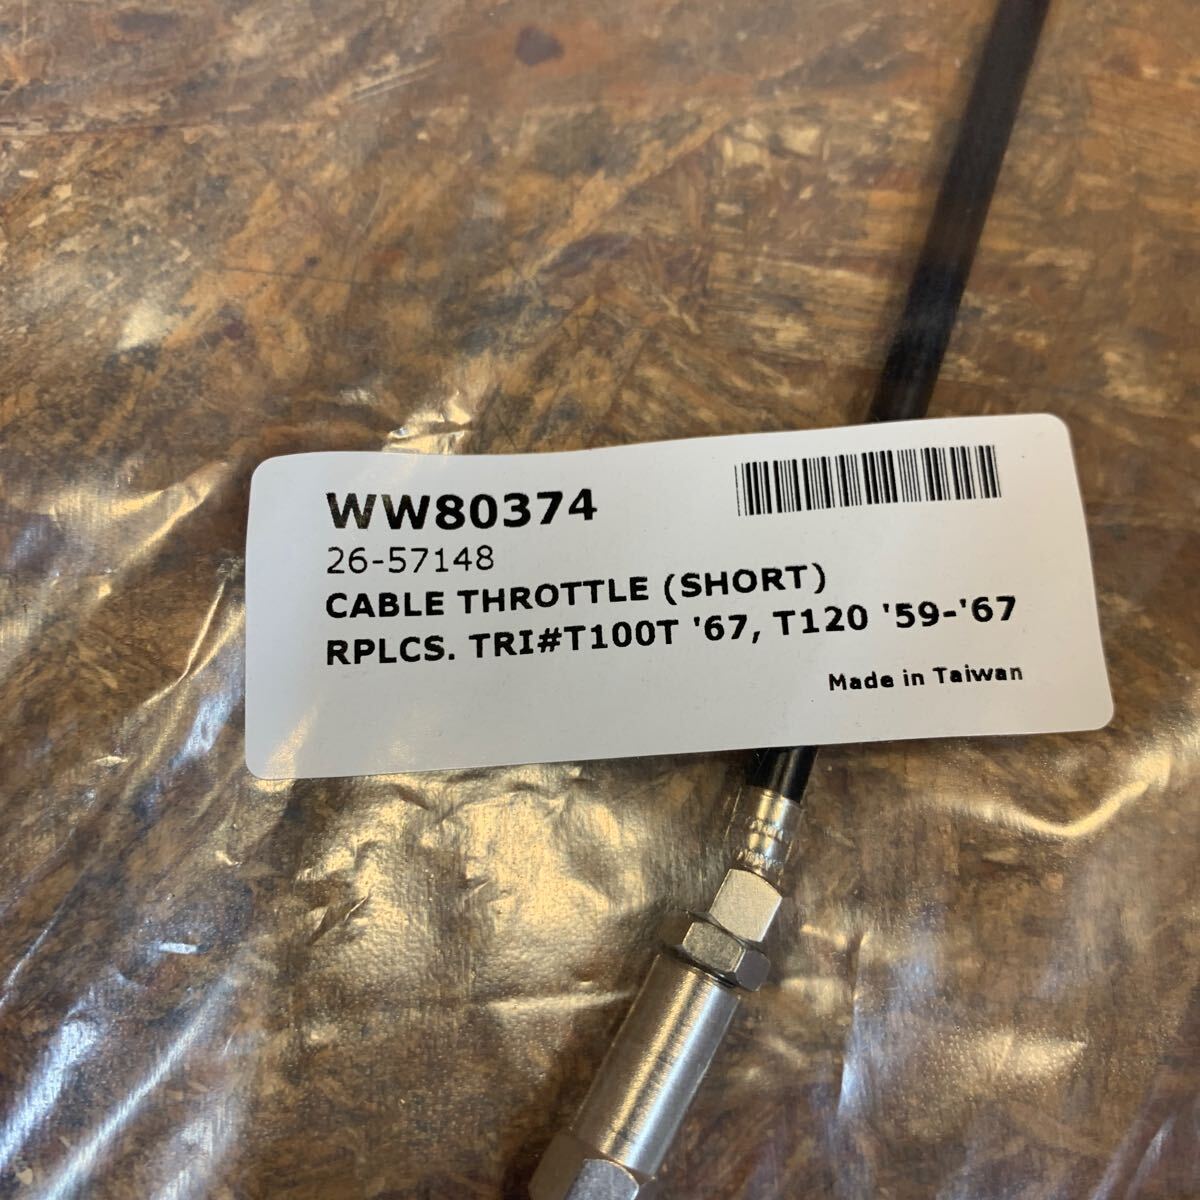 WW80374
26-57148
CABLE THROTTLE (SHORT)
RPLCS. TRI#T100T '67, T120 '59-'67
Made in Taiwan